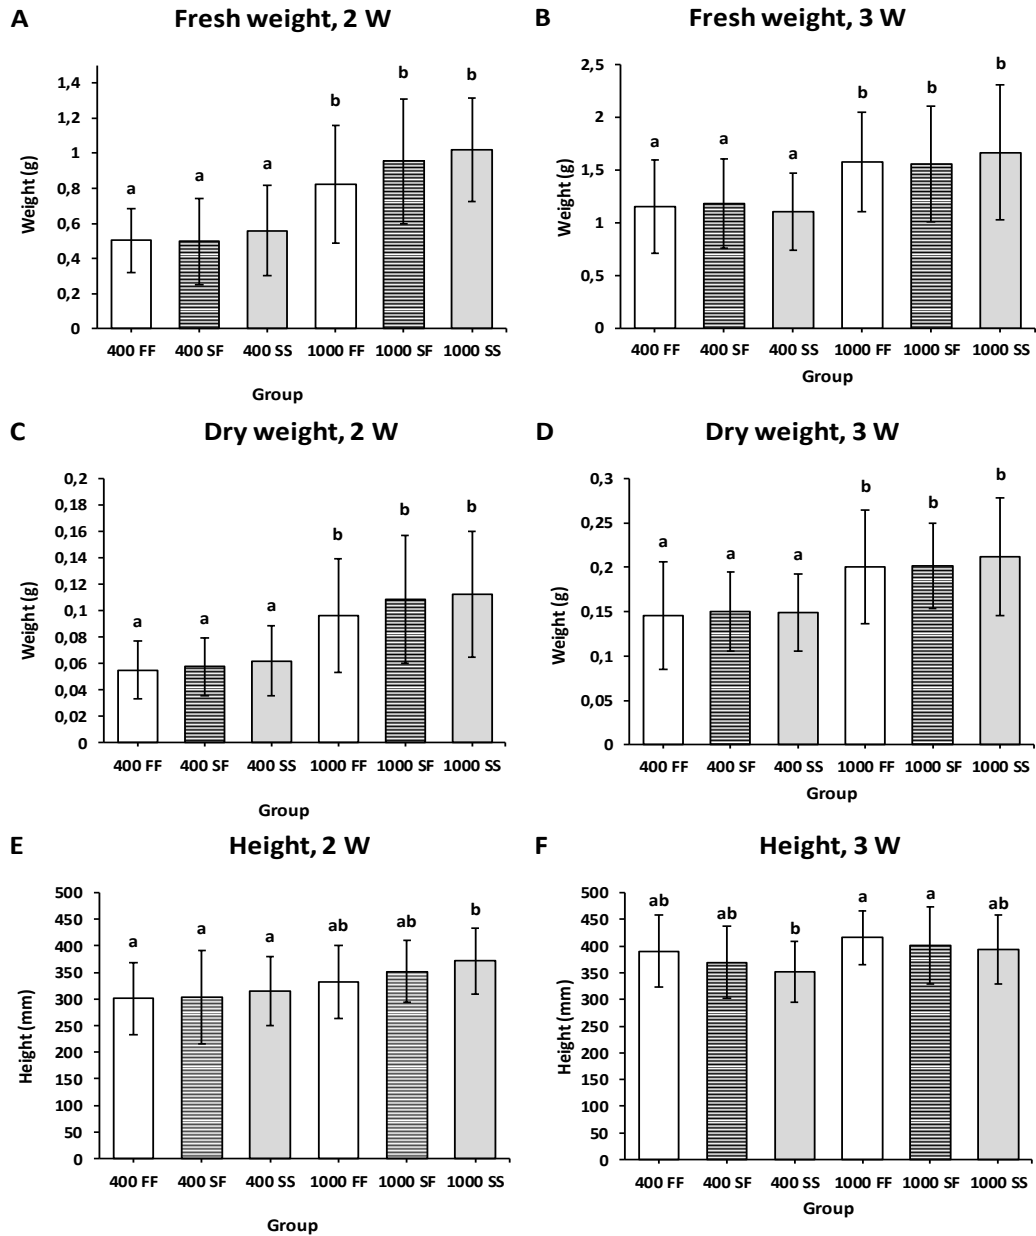 A
Fresh weight, 2 W
Weight (g)
1,4
1,2
1
0,8
0,6
0,4
0,2
0
a
a
a
b
b
b
400 FF 400 SF 400 SS 1000 FF 1000 SF 1000 SS
Group
B
Fresh weight, 3 W
Weight (g)
2,5
2
1,5
1
0,5
0
a
a
a
b
b
b
400 FF 400 SF 400 SS 1000 FF 1000 SF 1000 SS
Group
C
Dry weight, 2 W
Weight (g)
0,2
0,18
0,16
0,14
0,12
0,1
0,08
0,06
0,04
0,02
0
a
a
a
b
b
b
400 FF 400 SF 400 SS 1000 FF 1000 SF 1000 SS
Group
D
Dry weight, 3 W
Weight (g)
0,3
0,25
0,2
0,15
0,1
0,05
0
a
a
a
b
b
b
400 FF 400 SF 400 SS 1000 FF 1000 SF 1000 SS
Group
E
Height, 2 W
Height (mm)
500
450
400
350
300
250
200
150
100
50
0
a
a
a
ab
ab
b
400 FF 400 SF 400 SS 1000 FF 1000 SF 1000 SS
Group
F
Height, 3 W
Height (mm)
500
450
400
350
300
250
200
150
100
50
0
ab
ab
b
a
a
ab
400 FF 400 SF 400 SS 1000 FF 1000 SF 1000 SS
Group